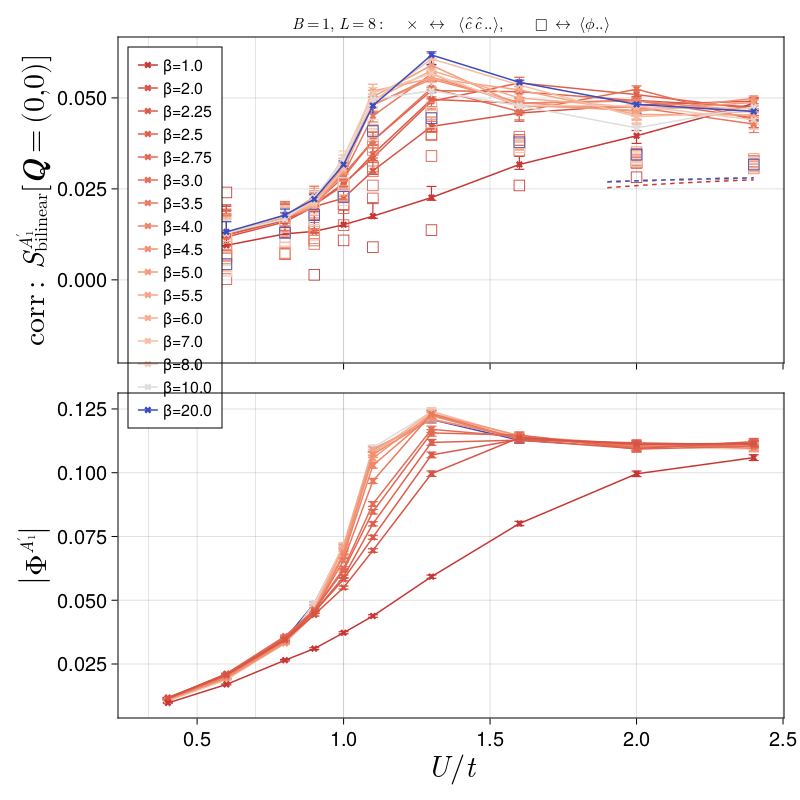 B = 1, L = 8 : × ↔ ⟨ĉ ĉ ..⟩, □ ↔ ⟨ϕ..⟩
corr : S^{A'_1}_{bilinear}[Q = (0,0)]
0.050
0.025
0.000
β=1.0
β=2.0
β=2.25
β=2.5
β=2.75
β=3.0
β=3.5
β=4.0
β=4.5
β=5.0
β=5.5
β=6.0
β=7.0
β=8.0
β=10.0
β=20.0
|Φ^{A'_1}|
0.125
0.100
0.075
0.050
0.025
0.5 1.0 1.5 2.0 2.5
U/t